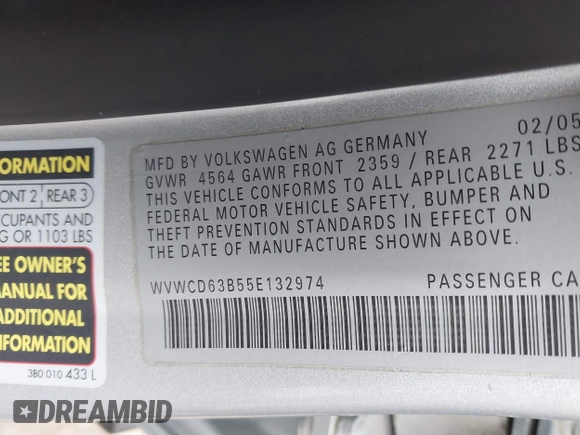 MFD BY VOLKSWAGEN AG GERMANY 02/05
GVWR 4564 GAWR FRONT 2359 / REAR 2271 LBS
THIS VEHICLE CONFORMS TO ALL APPLICABLE U.S.
FEDERAL MOTOR VEHICLE SAFETY, BUMPER AND
THEFT PREVENTION STANDARDS IN EFFECT ON
THE DATE OF MANUFACTURE SHOWN ABOVE.
WVWCD63B55E132974 PASSENGER CA
FORMATION
ONT 2 REAR 3
CUPANTS AND
G OR 1103 LBS
EE OWNER'S
MANUAL FOR
ADDITIONAL
INFORMATION
3B0 010 433 L
DREAMBID